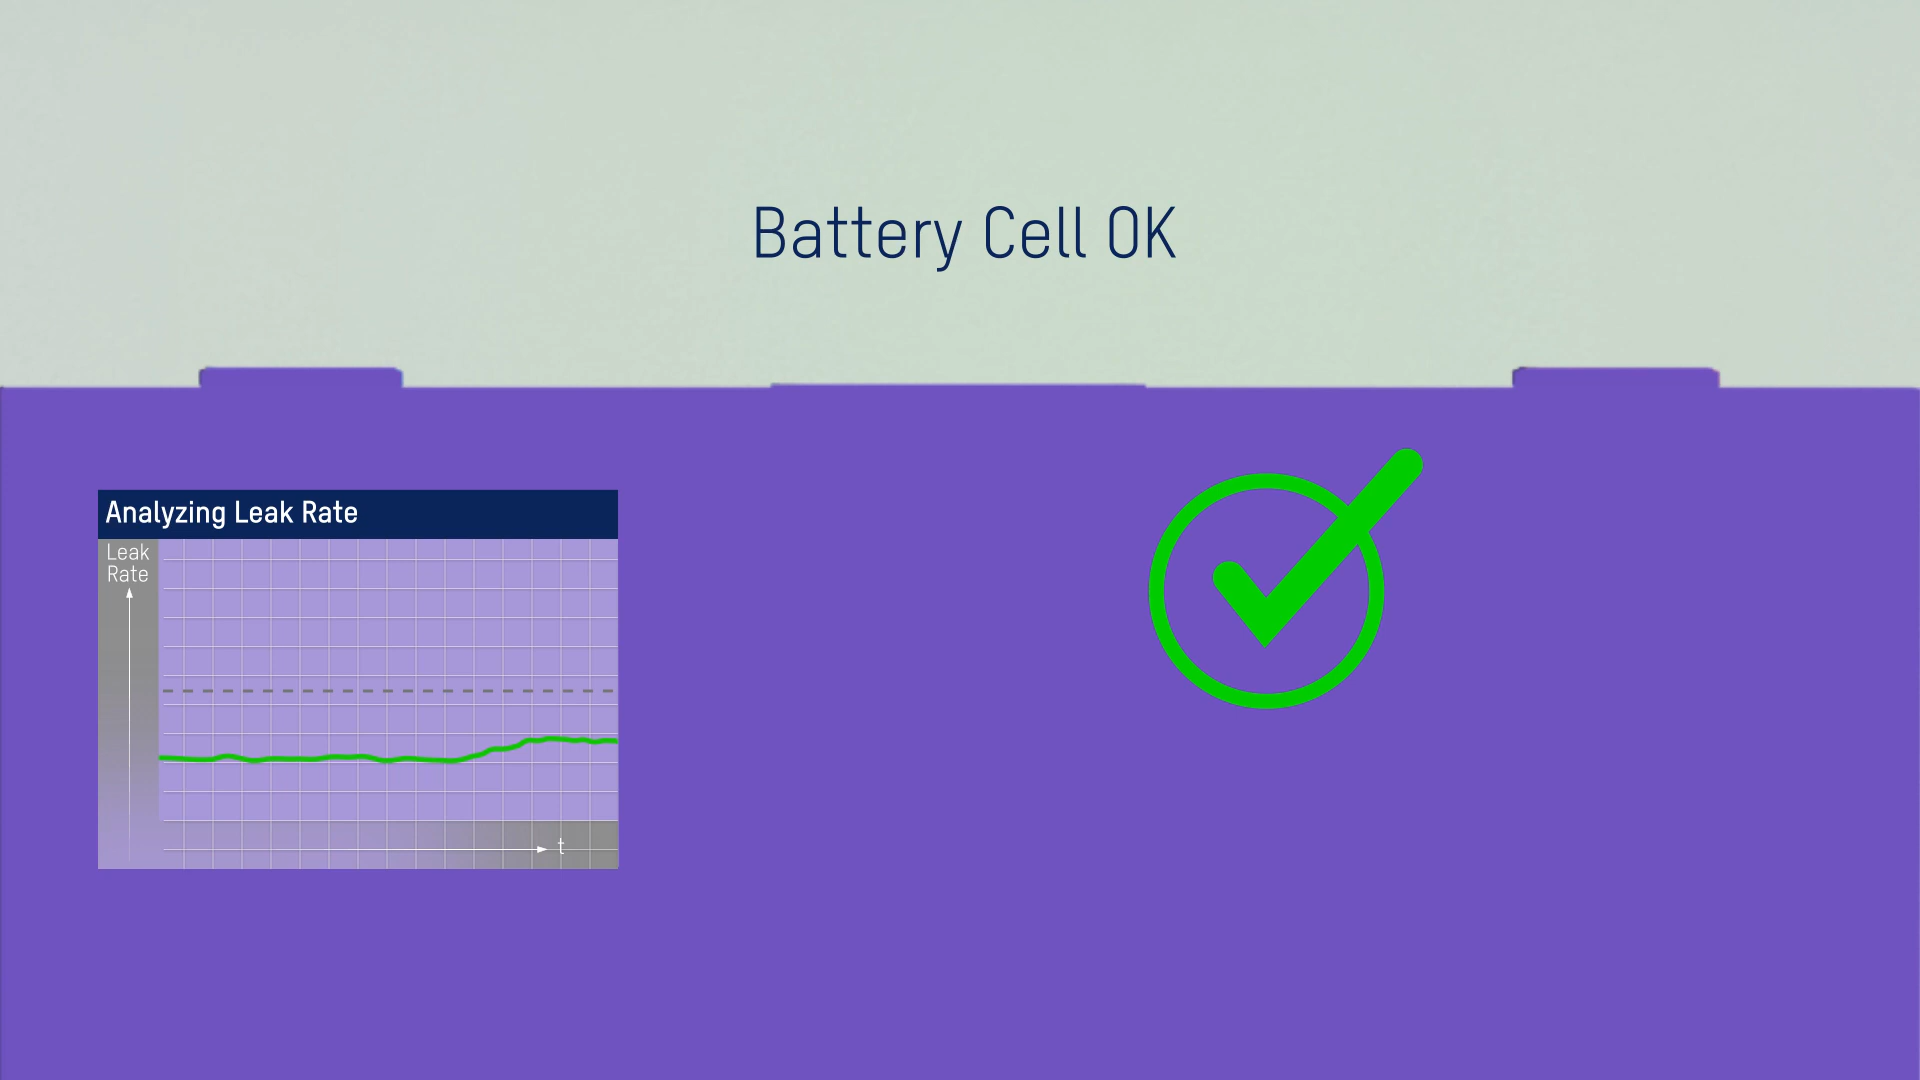 Battery Cell OK
Analyzing Leak Rate
Leak
Rate
t